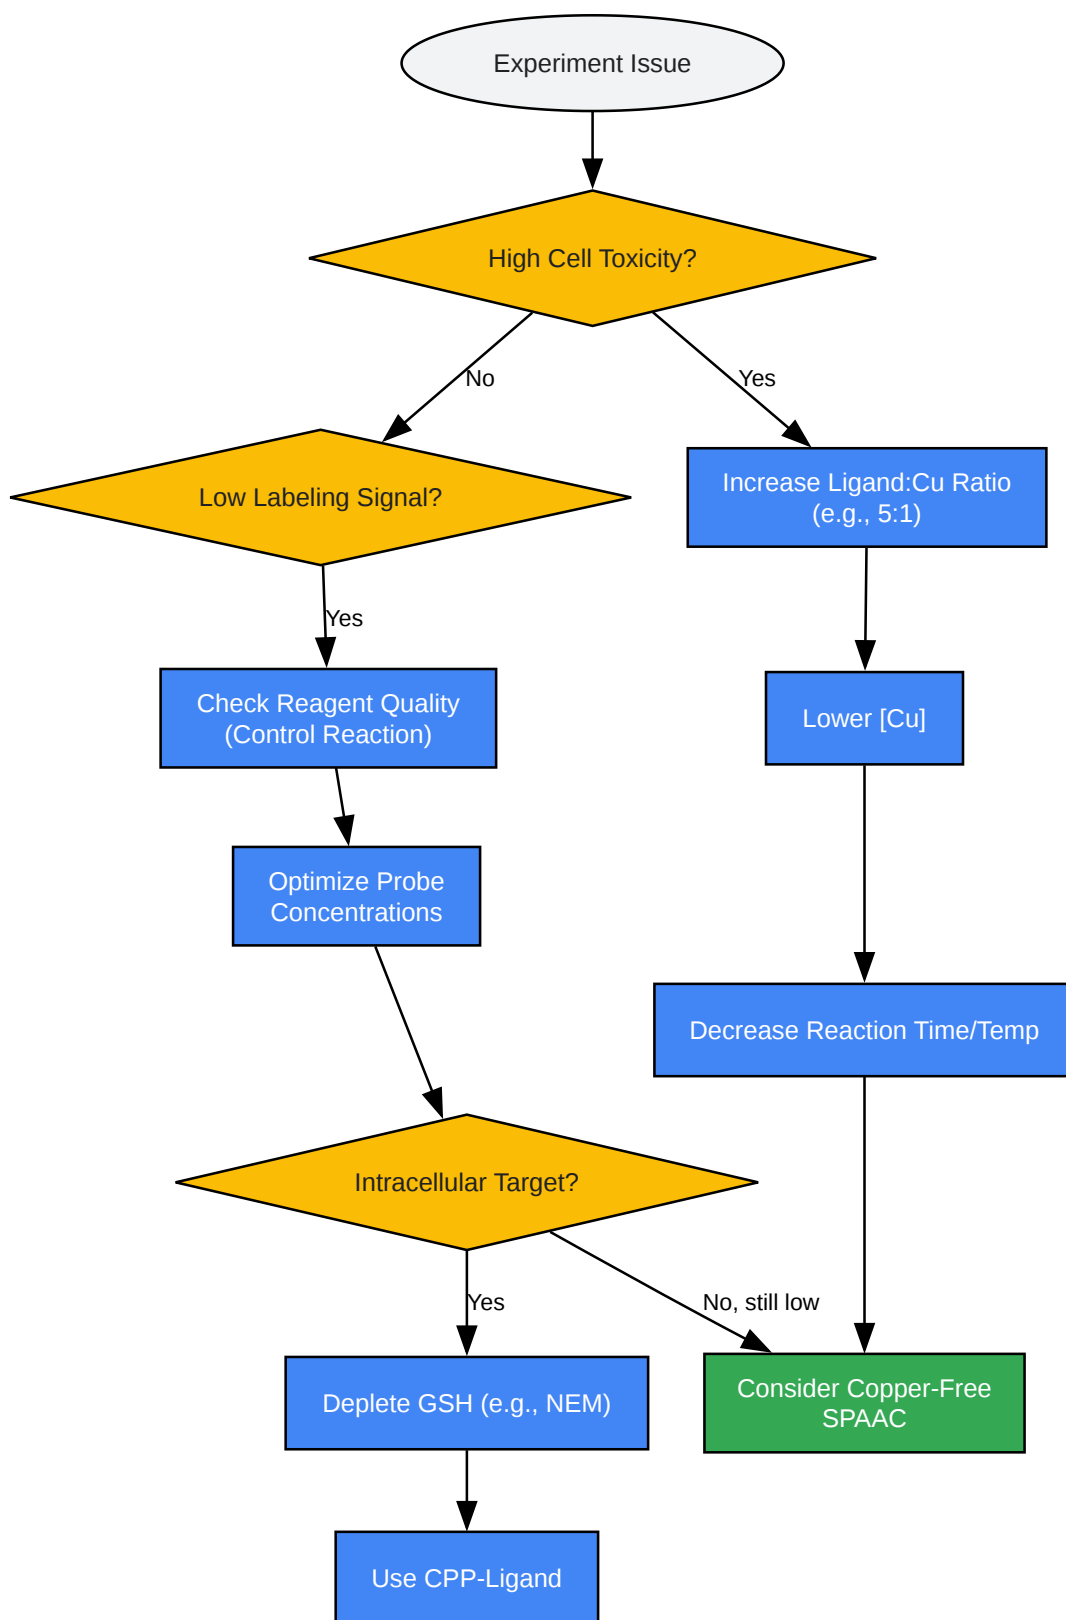 Experiment Issue
High Cell Toxicity?
No
Yes
Low Labeling Signal?
Increase Ligand:Cu Ratio
(e.g., 5:1)
Yes
Check Reagent Quality
(Control Reaction)
Lower [Cu]
Optimize Probe
Concentrations
Decrease Reaction Time/Temp
Intracellular Target?
Yes
No, still low
Deplete GSH (e.g., NEM)
Consider Copper-Free
SPAAC
Use CPP-Ligand